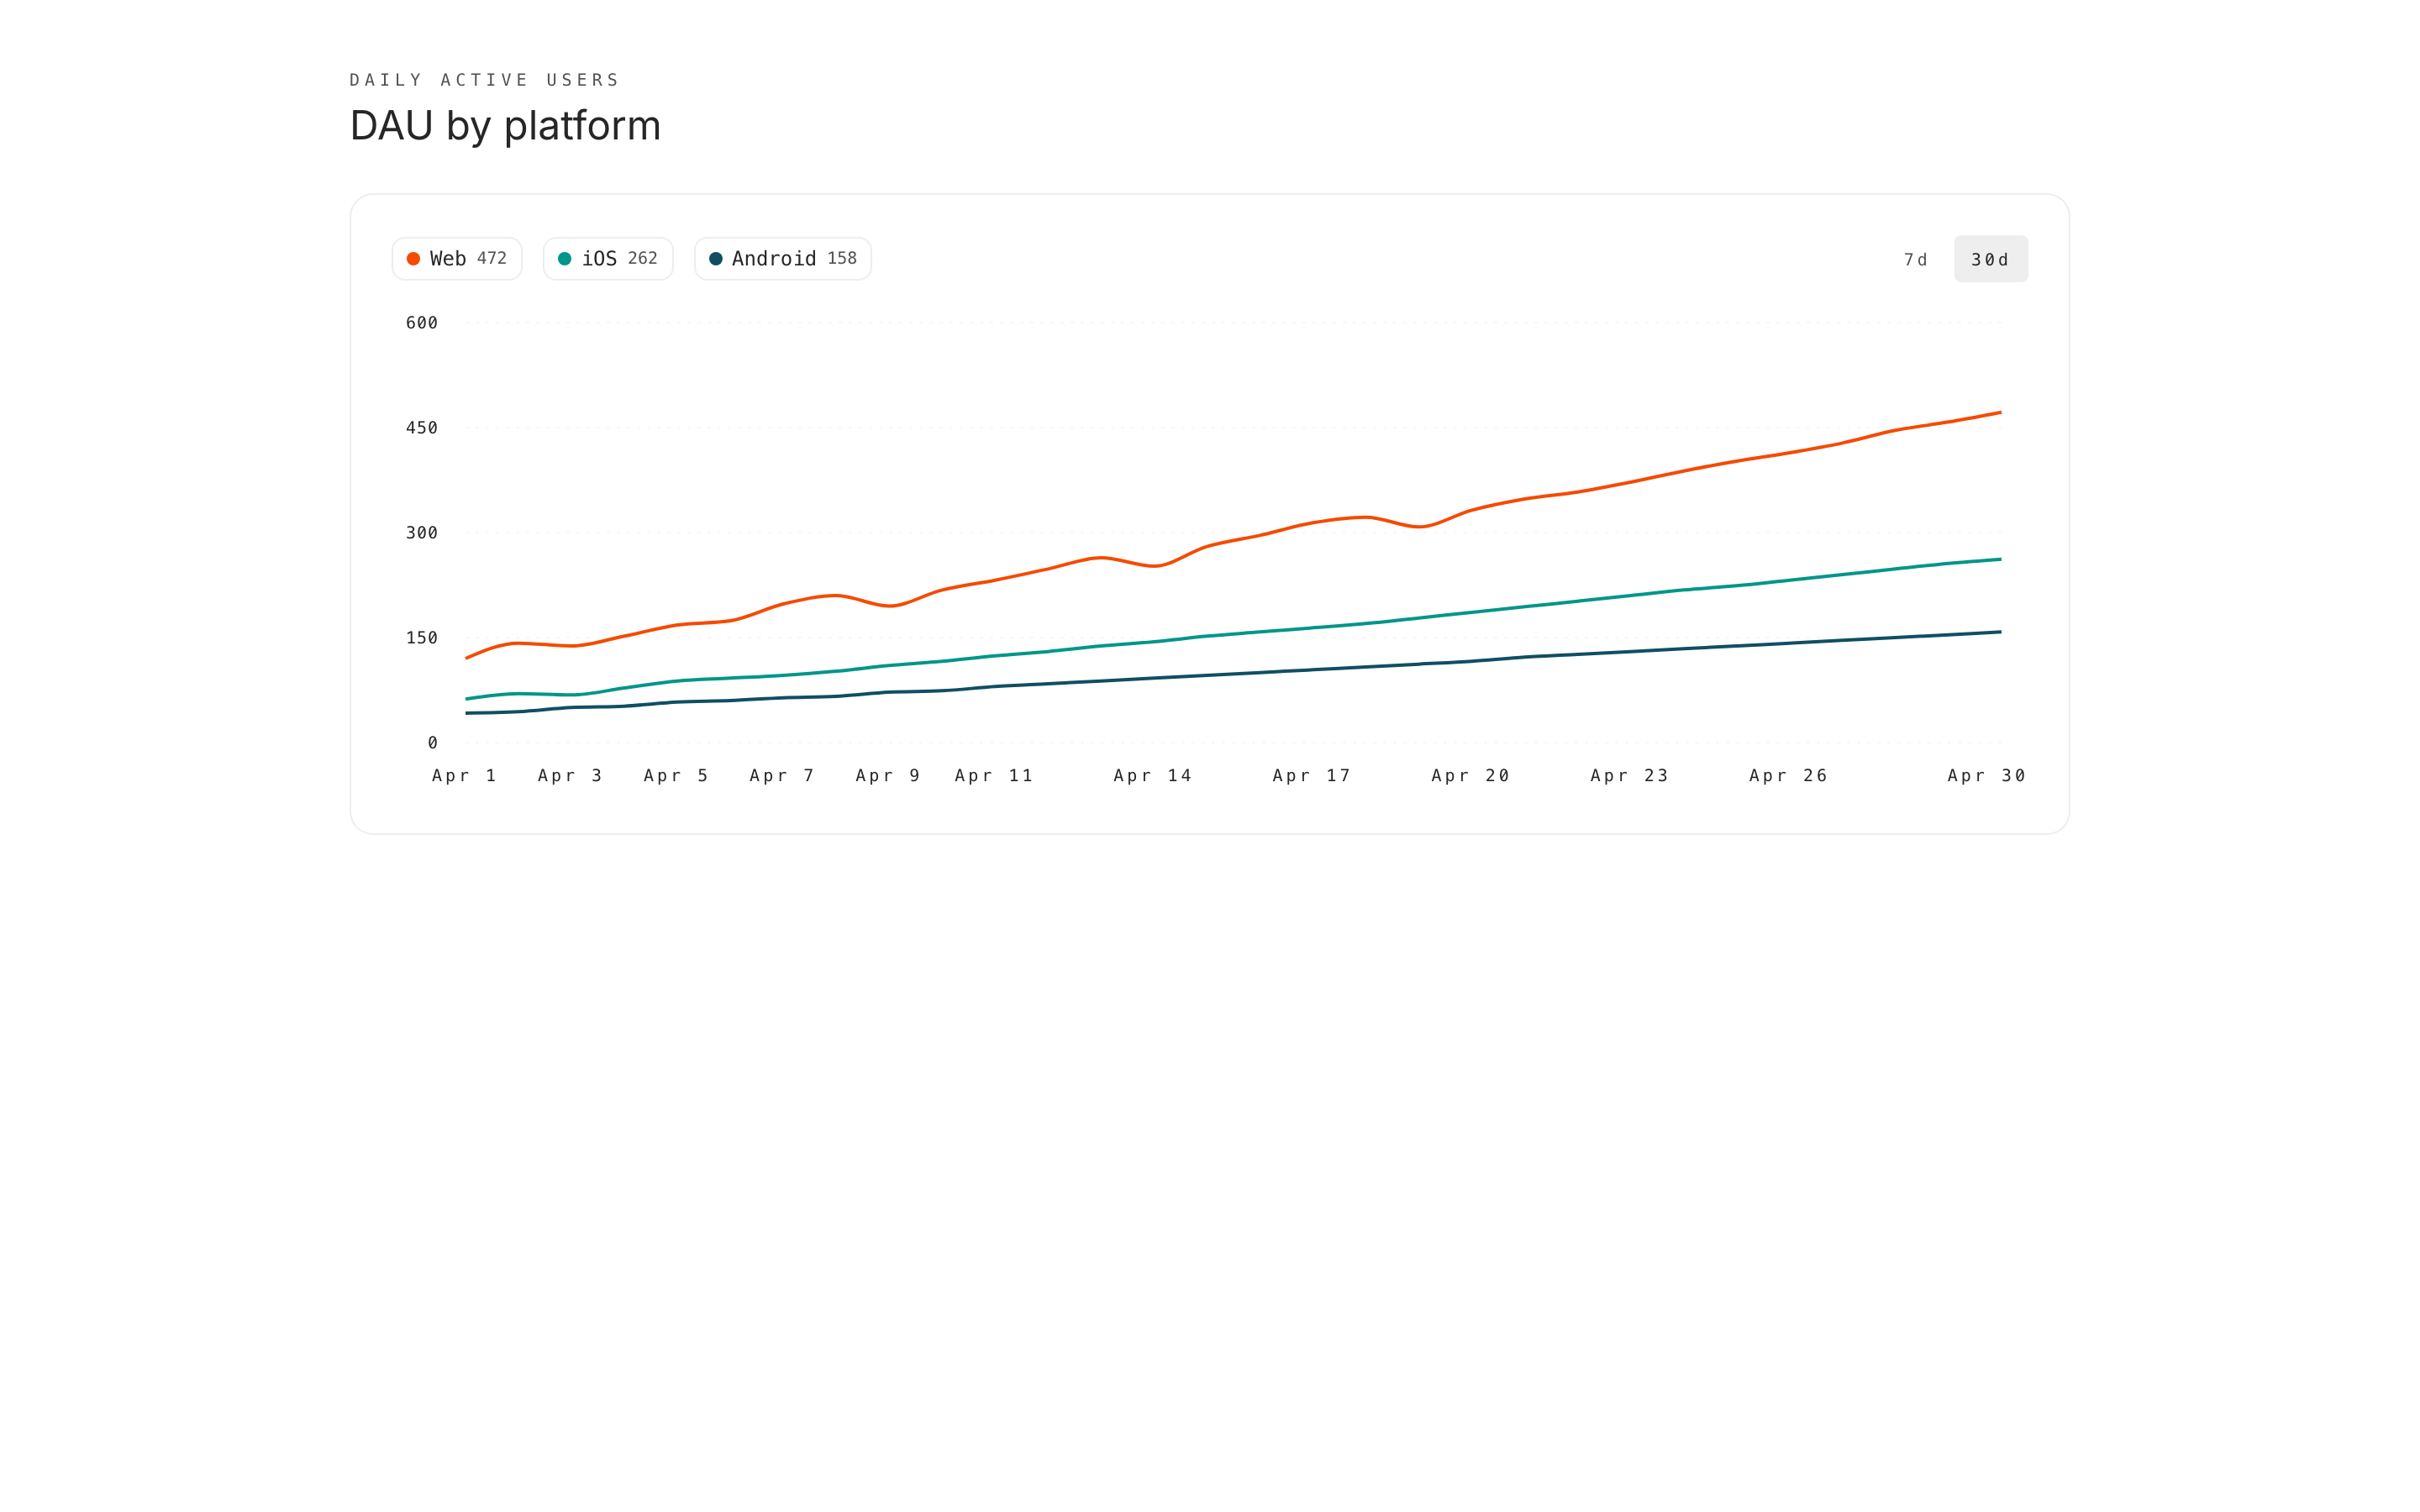 DAILY ACTIVE USERS
DAU by platform
Web 472 iOS 262 Android 158 7d 30d
600
450
300
150
0
Apr 1 Apr 3 Apr 5 Apr 7 Apr 9 Apr 11 Apr 14 Apr 17 Apr 20 Apr 23 Apr 26 Apr 30